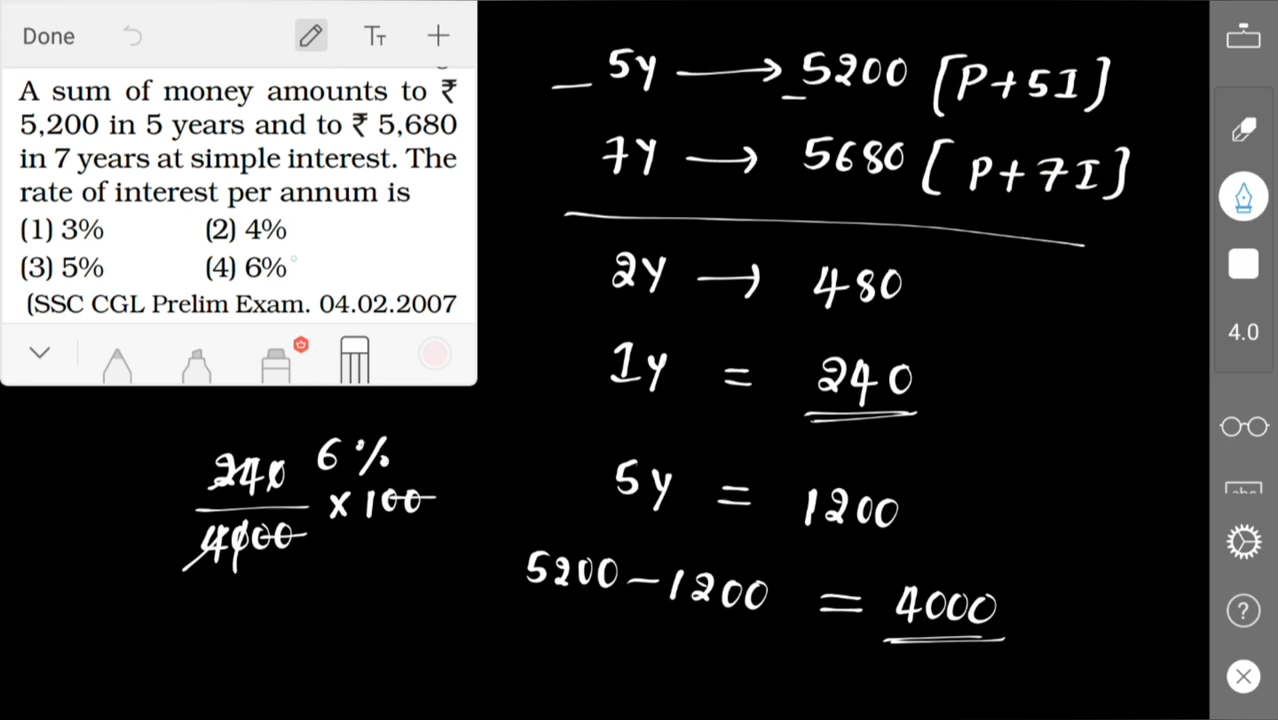 Done
Tт
A sum of money amounts to ₹
5,200 in 5 years and to ₹ 5,680
in 7 years at simple interest. The
rate of interest per annum is
(1) 3% (2) 4%
(3) 5% (4) 6%
(SSC CGL Prelim Exam. 04.02.2007
5Y → 5200 [P+5I]
7Y → 5680 [P+7I]
2Y → 480
1Y = 240
5Y = 1200
5200-1200 = 4000
240 6%
4000 × 100
4.0
abc
?